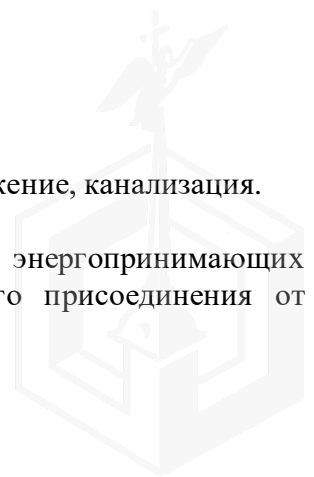 жение, канализация.
энергопринимающих
го присоединения от